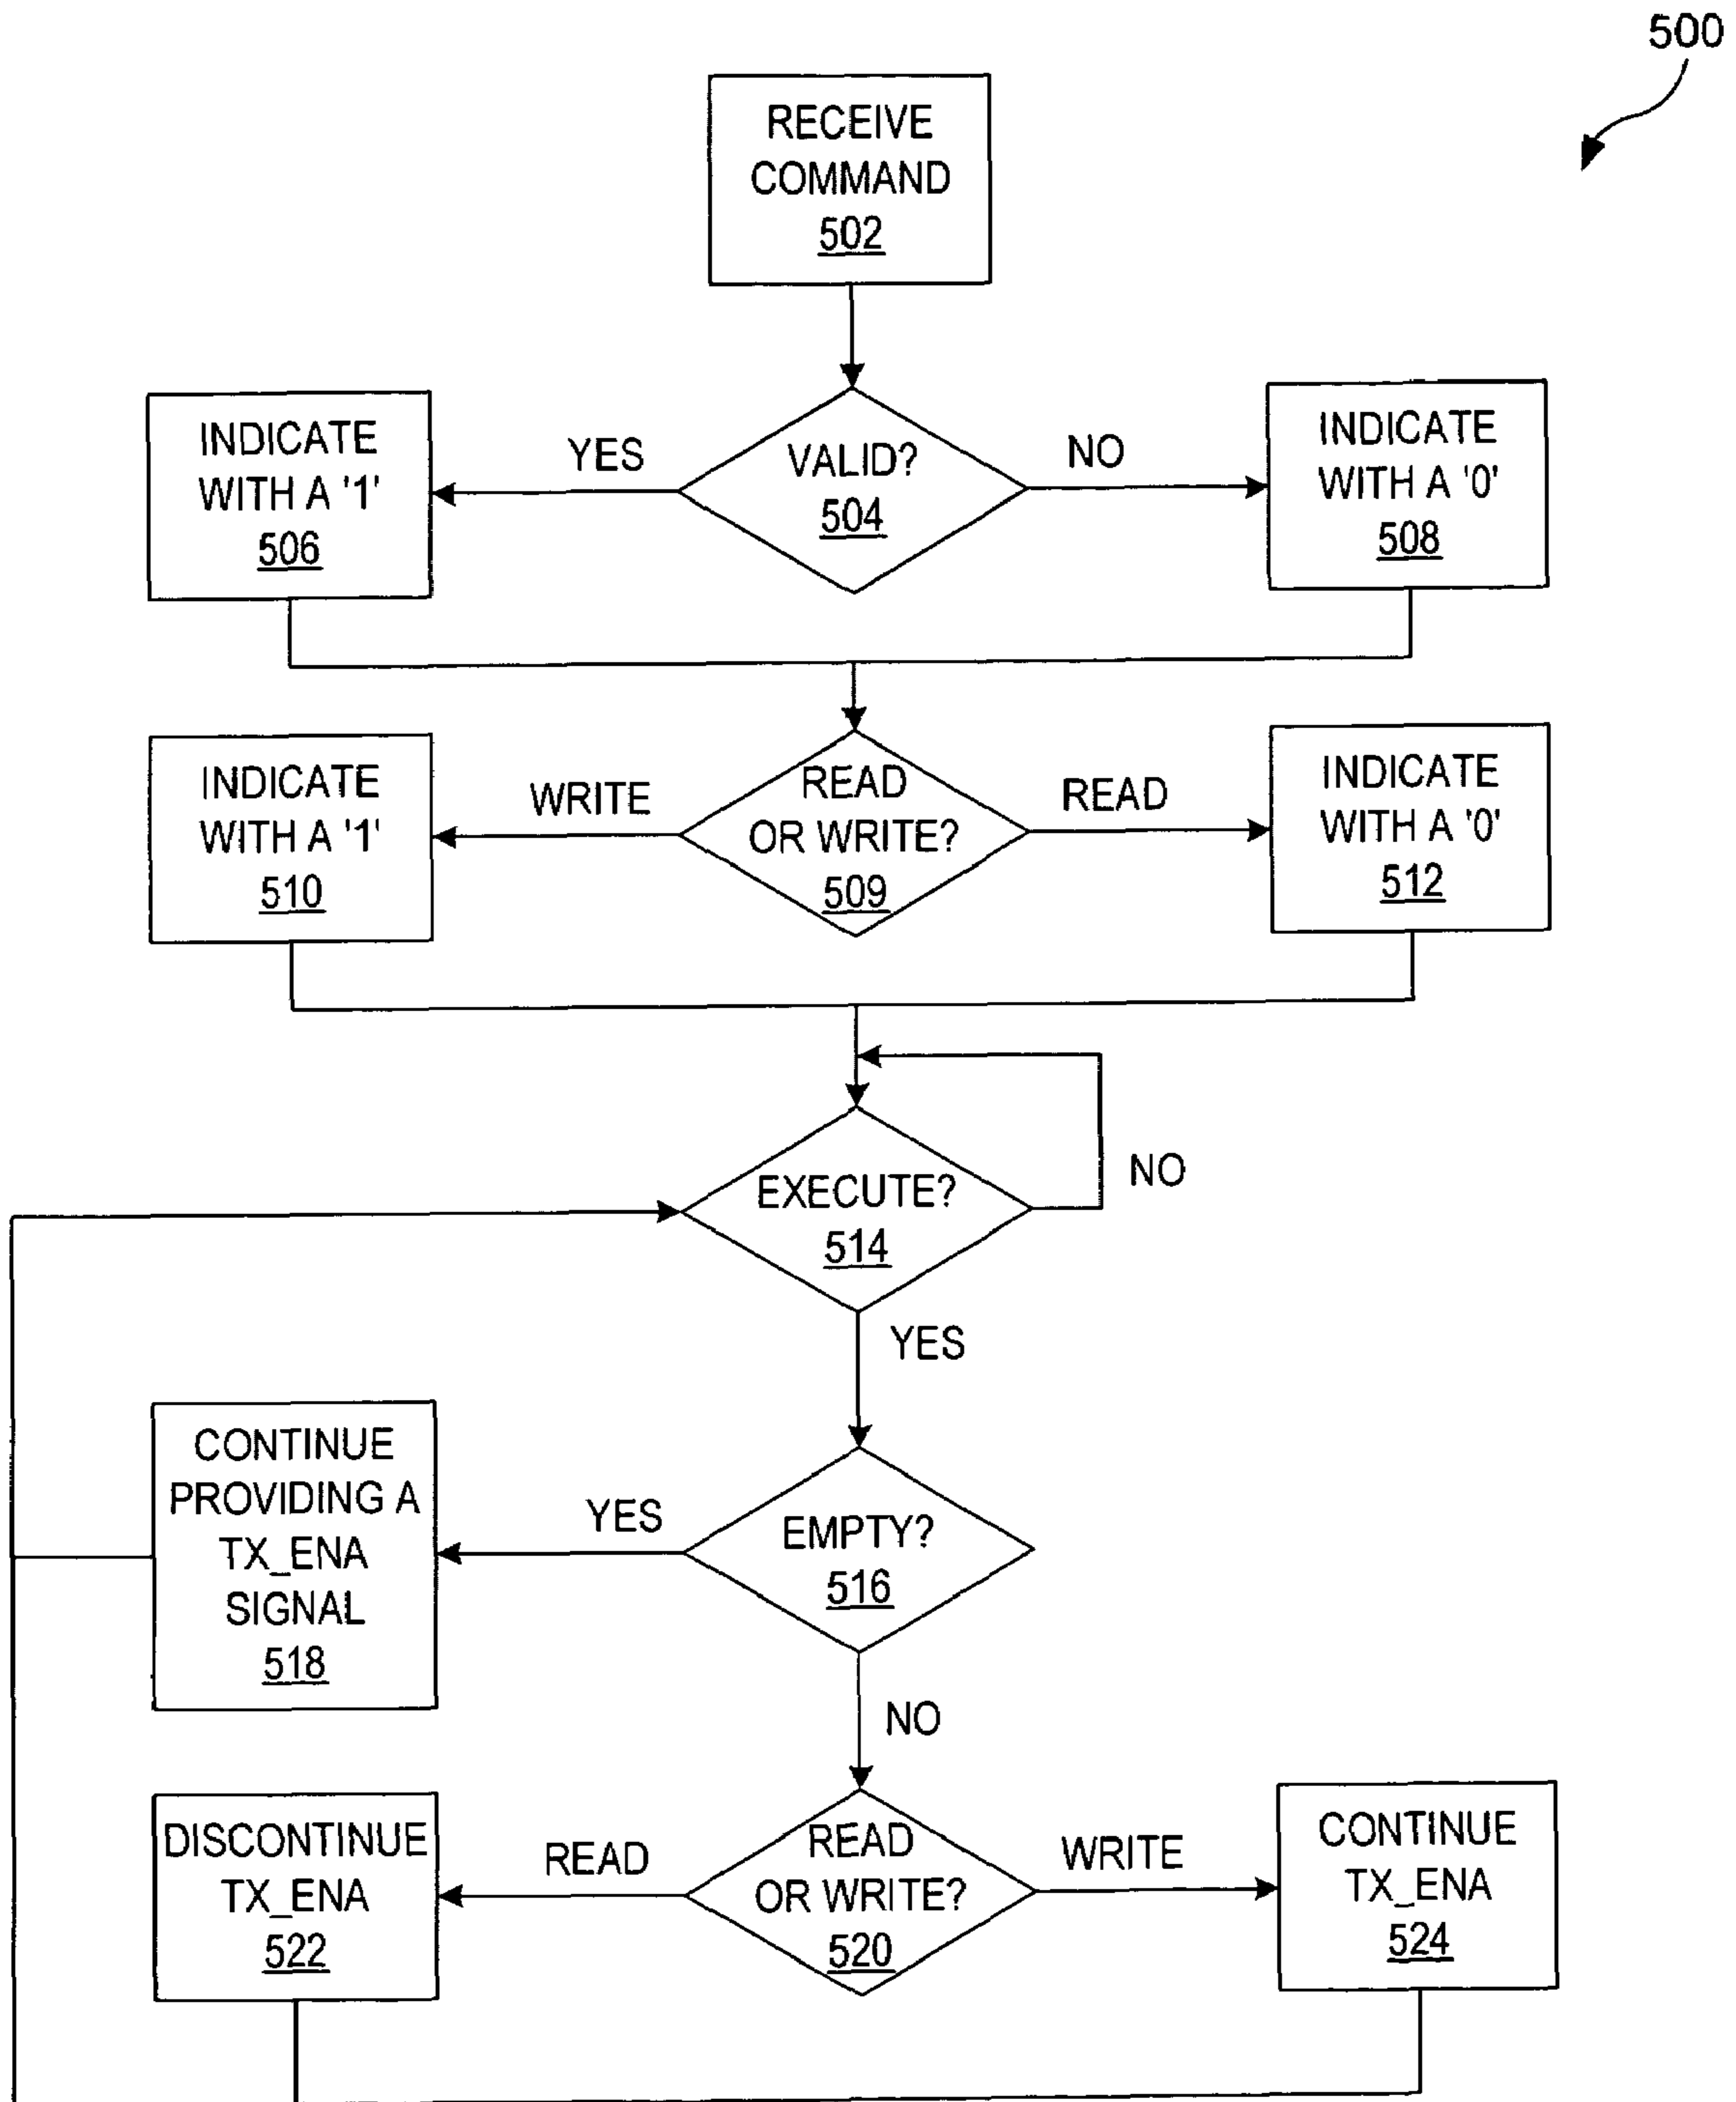 500
RECEIVE
COMMAND
502
VALID?
504
YES
NO
INDICATE
WITH A '1'
506
INDICATE
WITH A '0'
508
READ
OR WRITE?
509
WRITE
READ
INDICATE
WITH A '1'
510
INDICATE
WITH A '0'
512
EXECUTE?
514
NO
YES
EMPTY?
516
YES
CONTINUE
PROVIDING A
TX_ENA
SIGNAL
518
NO
READ
OR WRITE?
520
READ
WRITE
DISCONTINUE
TX_ENA
522
CONTINUE
TX_ENA
524